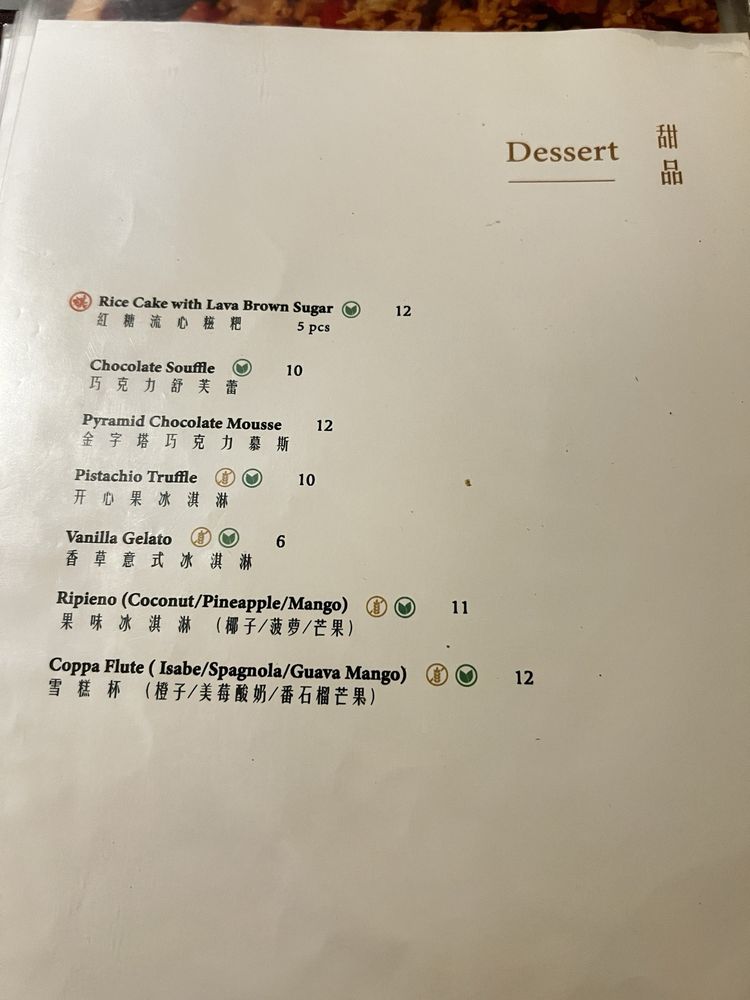 Dessert
甜品
Rice Cake with Lava Brown Sugar 12
紅糖流心糍粑 5 pcs
Chocolate Souffle 10
巧克力舒芙蕾
Pyramid Chocolate Mousse 12
金字塔巧克力慕斯
Pistachio Truffle 10
开心果冰淇淋
Vanilla Gelato 6
香草意式冰淇淋
Ripieno (Coconut/Pineapple/Mango) 11
果味冰淇淋 (椰子/菠萝/芒果)
Coppa Flute ( Isabe/Spagnola/Guava Mango) 12
雪糕杯 (橙子/美莓酸奶/番石榴芒果)